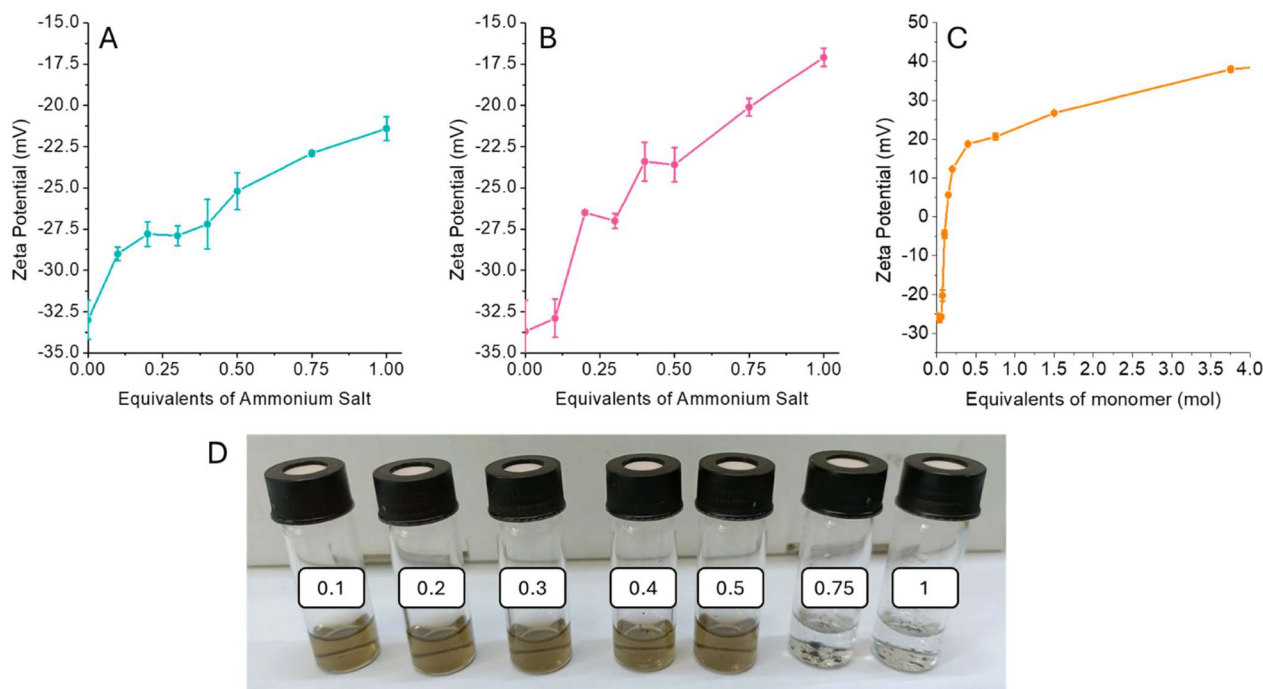 A
Zeta Potential (mV)
-15.0
-17.5
-20.0
-22.5
-25.0
-27.5
-30.0
-32.5
-35.0
0.00 0.25 0.50 0.75 1.00
Equivalents of Ammonium Salt
B
Zeta Potential (mV)
-15.0
-17.5
-20.0
-22.5
-25.0
-27.5
-30.0
-32.5
-35.0
0.00 0.25 0.50 0.75 1.00
Equivalents of Ammonium Salt
C
Zeta Potential (mV)
50
40
30
20
10
0
-10
-20
-30
0.0 0.5 1.0 1.5 2.0 2.5 3.0 3.5 4.0
Equivalents of monomer (mol)
D
0.1 0.2 0.3 0.4 0.5 0.75 1